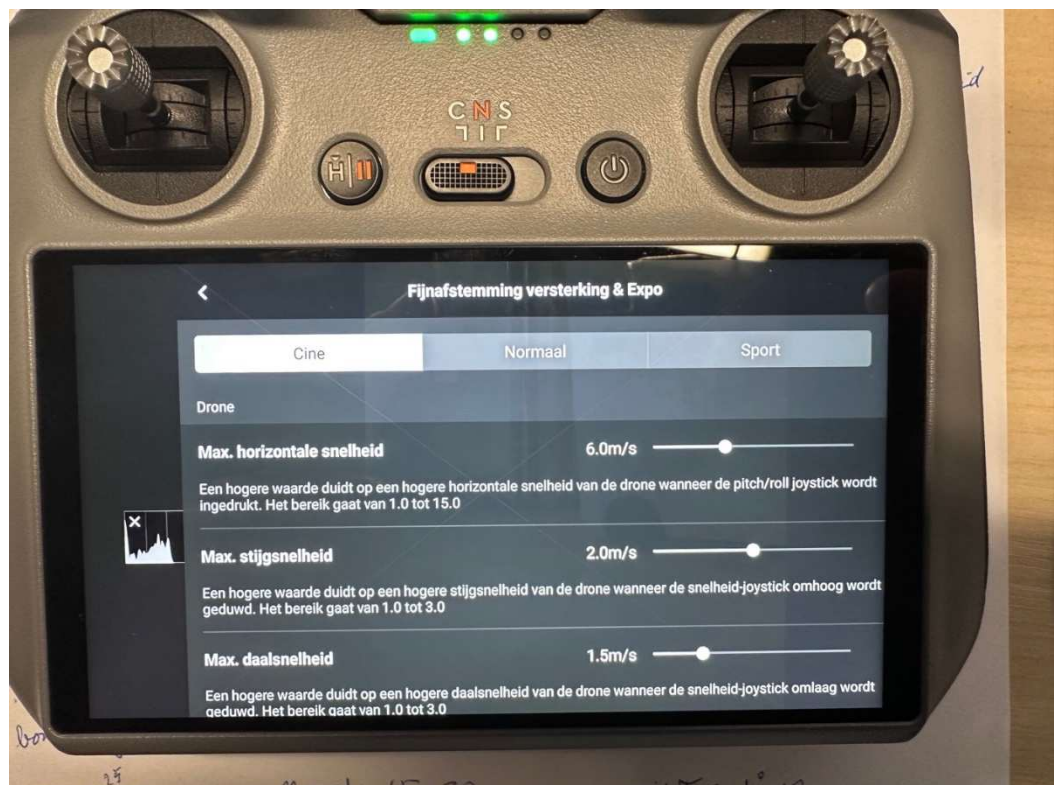 C N S
H
Fijnafstemming versterking & Expo
Cine Normaal Sport
Drone
Max. horizontale snelheid 6.0m/s
Een hogere waarde duidt op een hogere horizontale snelheid van de drone wanneer de pitch/roll joystick wordt
ingedrukt. Het bereik gaat van 1.0 tot 15.0
Max. stijgsnelheid 2.0m/s
Een hogere waarde duidt op een hogere stijgsnelheid van de drone wanneer de snelheid-joystick omhoog wordt
geduwd. Het bereik gaat van 1.0 tot 3.0
Max. daalsnelheid 1.5m/s
Een hogere waarde duidt op een hogere daalsnelheid van de drone wanneer de snelheid-joystick omlaag wordt
geduwd. Het bereik gaat van 1.0 tot 3.0
25